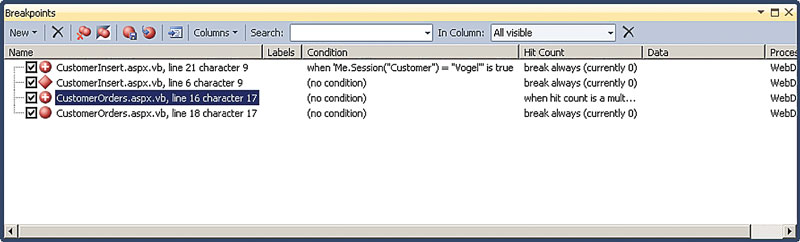 Breakpoints
New Columns Search: In Column: All visible
Name Labels Condition Hit Count Data Proces
CustomerInsert.aspx.vb, line 21 character 9 when 'Me.Session("Customer") = "Vogel"' is true break always (currently 0) WebD
CustomerInsert.aspx.vb, line 6 character 9 (no condition) break always (currently 0) WebD
CustomerOrders.aspx.vb, line 16 character 17 (no condition) when hit count is a mult... WebD
CustomerOrders.aspx.vb, line 18 character 17 (no condition) break always (currently 0) WebD